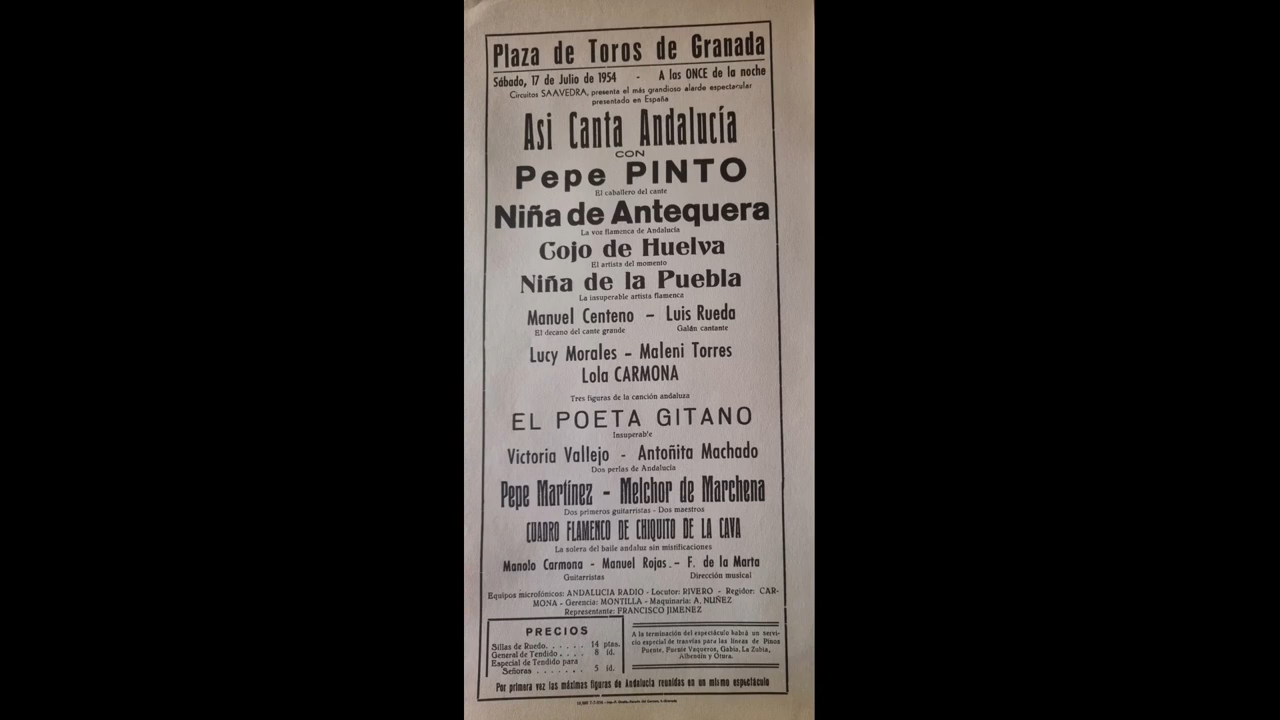 Plaza de Toros de Granada
Sábado, 17 de Julio de 1954 - A las ONCE de la noche
Circuitos SAAVEDRA, presenta el más grandioso alarde espectacular
presentado en España
Asi Canta Andalucía
CON
Pepe PINTO
El caballero del cante
Niña de Antequera
La voz flamenca de Andalucía
Cojo de Huelva
El artista del momento
Niña de la Puebla
La insuperable artista flamenca
Manuel Centeno - Luis Rueda
El decano del cante grande Galán cantante
Lucy Morales - Maleni Torres
Lola CARMONA
Tres figuras de la canción andaluza
EL POETA GITANO
Insuperable
Victoria Vallejo - Antoñita Machado
Dos perlas de Andalucía
Pepe Martínez - Melchor de Marchena
Dos primeros guitarristas - Dos maestros
CUADRO FLAMENCO DE CHIQUITO DE LA CAVA
La solera del baile andaluz sin mistificaciones
Manolo Carmona - Manuel Rojas. - F. de la Marta
Guitarristas Dirección musical
Equipos microfónicos: ANDALUCIA RADIO - Locutor: RIVERO - Regidor: CAR-
MONA - Gerencia: MONTILLA - Maquinaria: A. NUÑEZ
Representante: FRANCISCO JIMENEZ
PRECIOS
Sillas de Ruedo. . . . . . 14 ptas.
General de Tendido . . . . 8 id.
Especial de Tendido para
Señoras . . . . . . . 5 id.
A la terminación del espectáculo habrá un servi-
cio especial de tranvías para las líneas de Pinos
Puente, Fuente Vaqueros, Gabia, La Zubia,
Albendín y Otura.
Por primera vez las máximas figuras de Andalucía reunidas en un mismo espectáculo